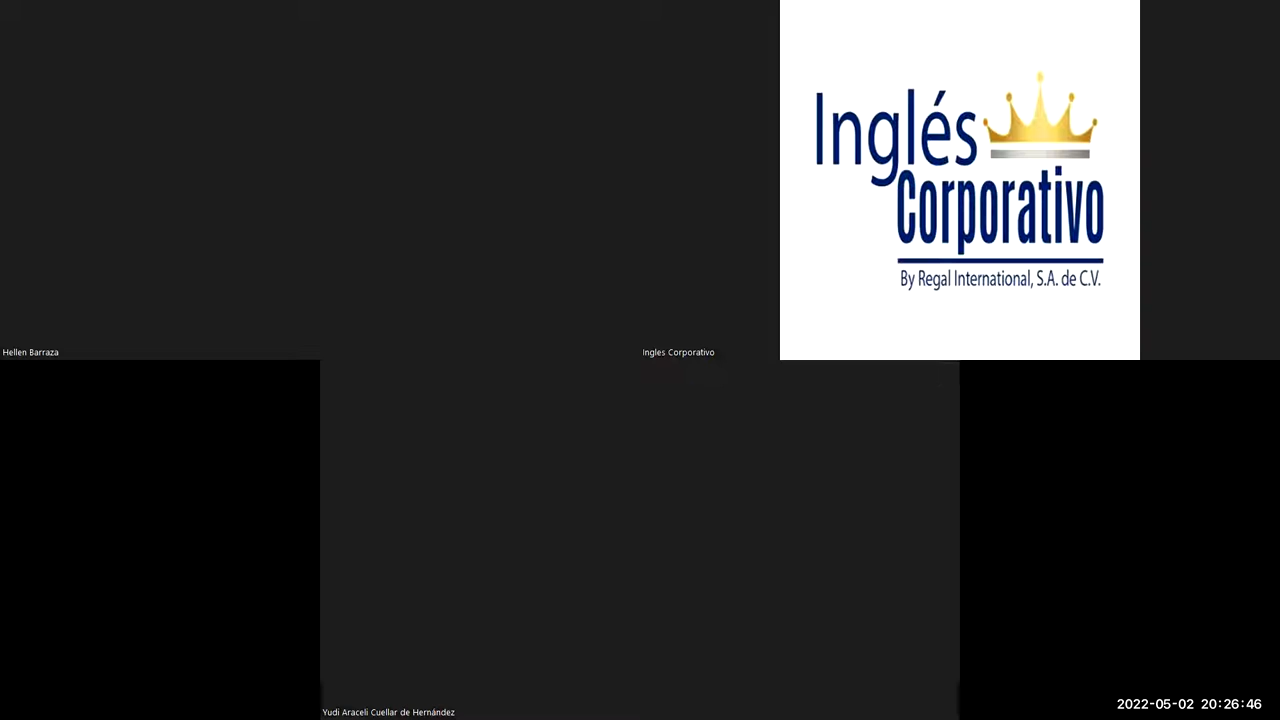 Inglés
Corporativo
By Regal International, S.A. de C.V.
Hellen Barraza
Ingles Corporativo
Yudi Araceli Cuellar de Hernández
2022-05-02 20:26:46